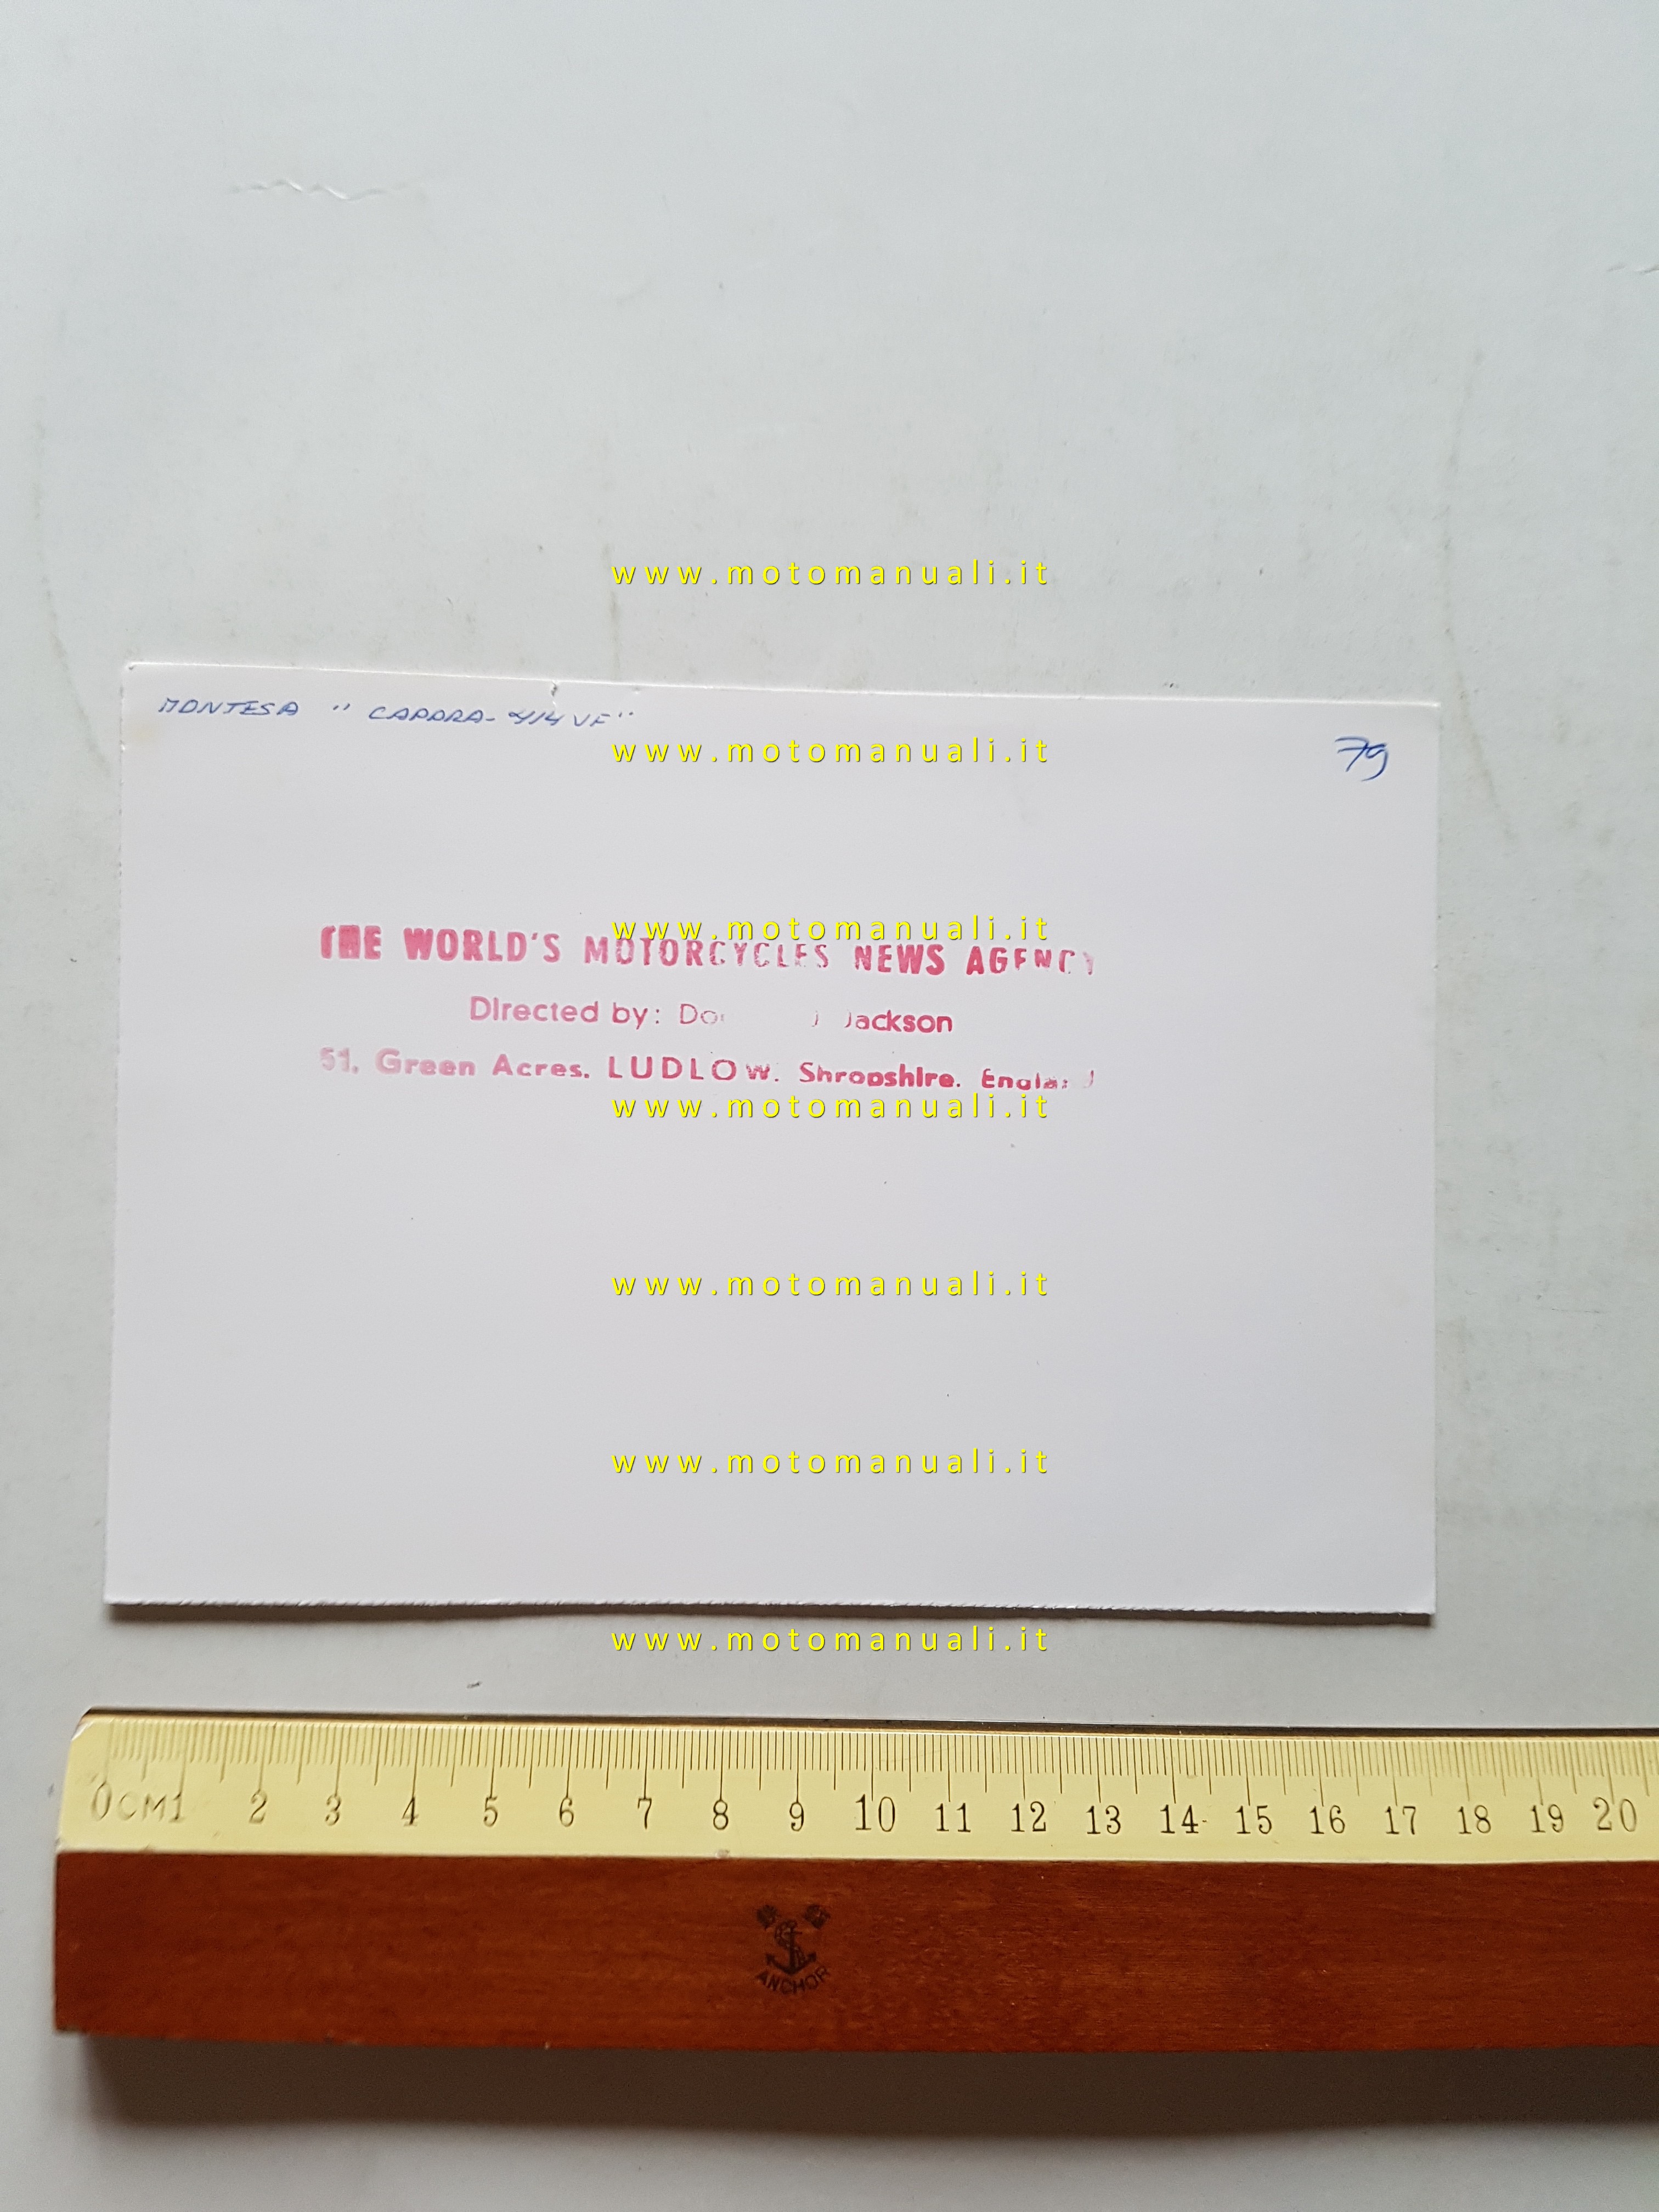 www.motomanuali.it
MONTESA "CAPPRA-414 VF"
www.motomanuali.it
79
www.motomanuali.it
THE WORLD'S MOTORCYCLES NEWS AGENCY
Directed by: Jackson
51, Green Acres. LUDLOW. Shropshire. England
www.motomanuali.it
www.motomanuali.it
www.motomanuali.it
www.motomanuali.it
0CM1 2 3 4 5 6 7 8 9 10 11 12 13 14 15 16 17 18 19 20
ANCHOR